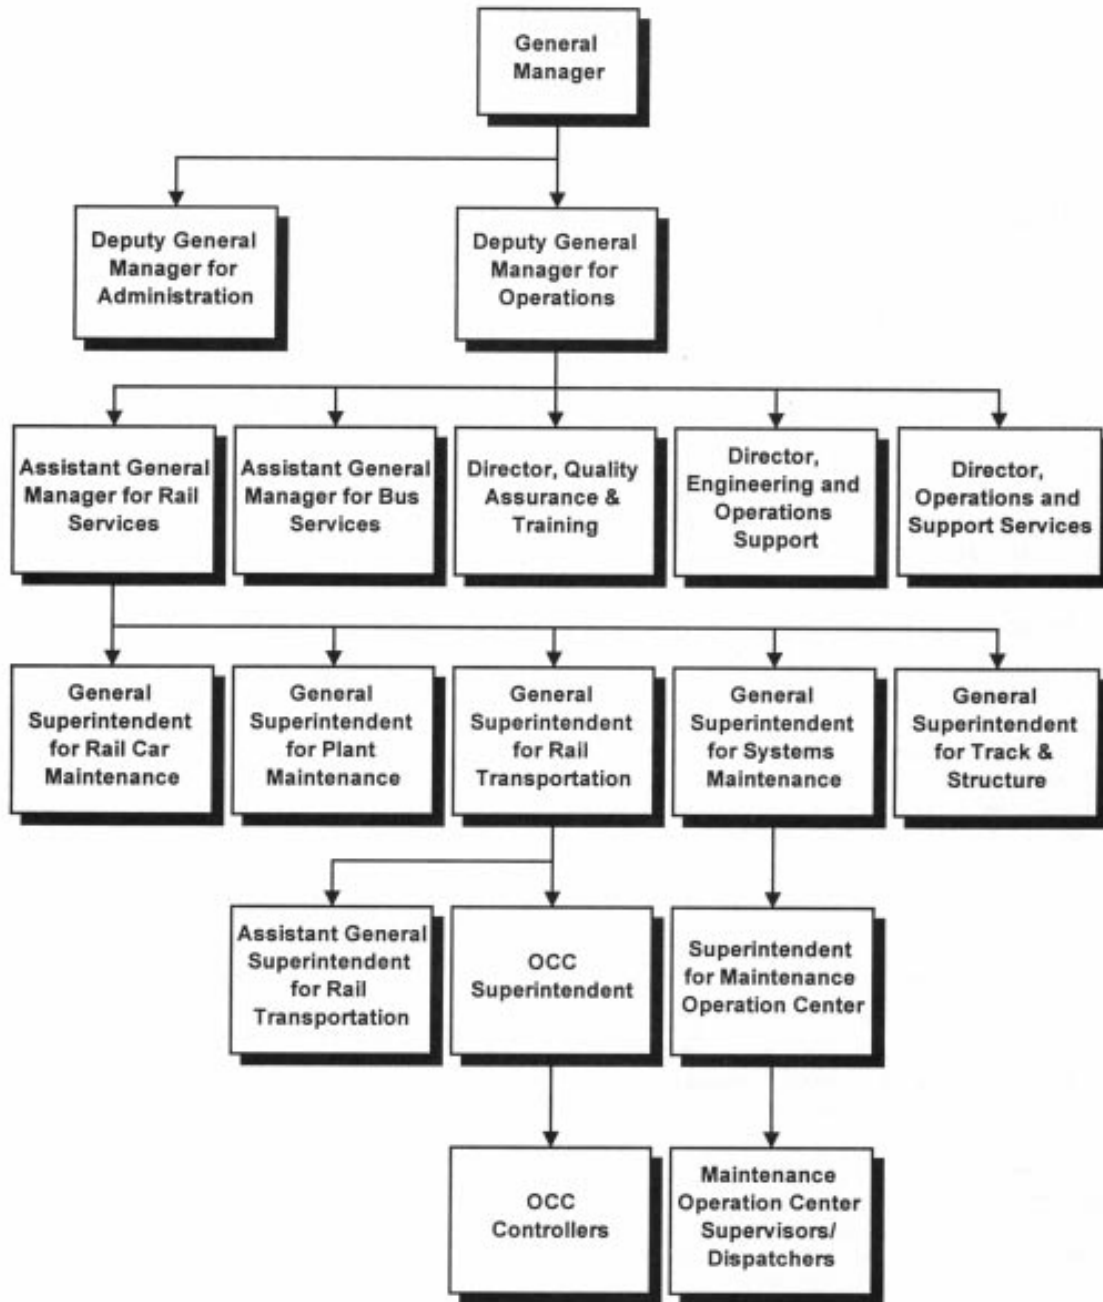 General
Manager
Deputy General
Manager for
Administration
Deputy General
Manager for
Operations
Assistant General
Manager for Rail
Services
Assistant General
Manager for Bus
Services
Director, Quality
Assurance &
Training
Director,
Engineering and
Operations
Support
Director,
Operations and
Support Services
General
Superintendent
for Rail Car
Maintenance
General
Superintendent
for Plant
Maintenance
General
Superintendent
for Rail
Transportation
General
Superintendent
for Systems
Maintenance
General
Superintendent
for Track &
Structure
Assistant General
Superintendent
for Rail
Transportation
OCC
Superintendent
Superintendent
for Maintenance
Operation Center
OCC
Controllers
Maintenance
Operation Center
Supervisors/
Dispatchers